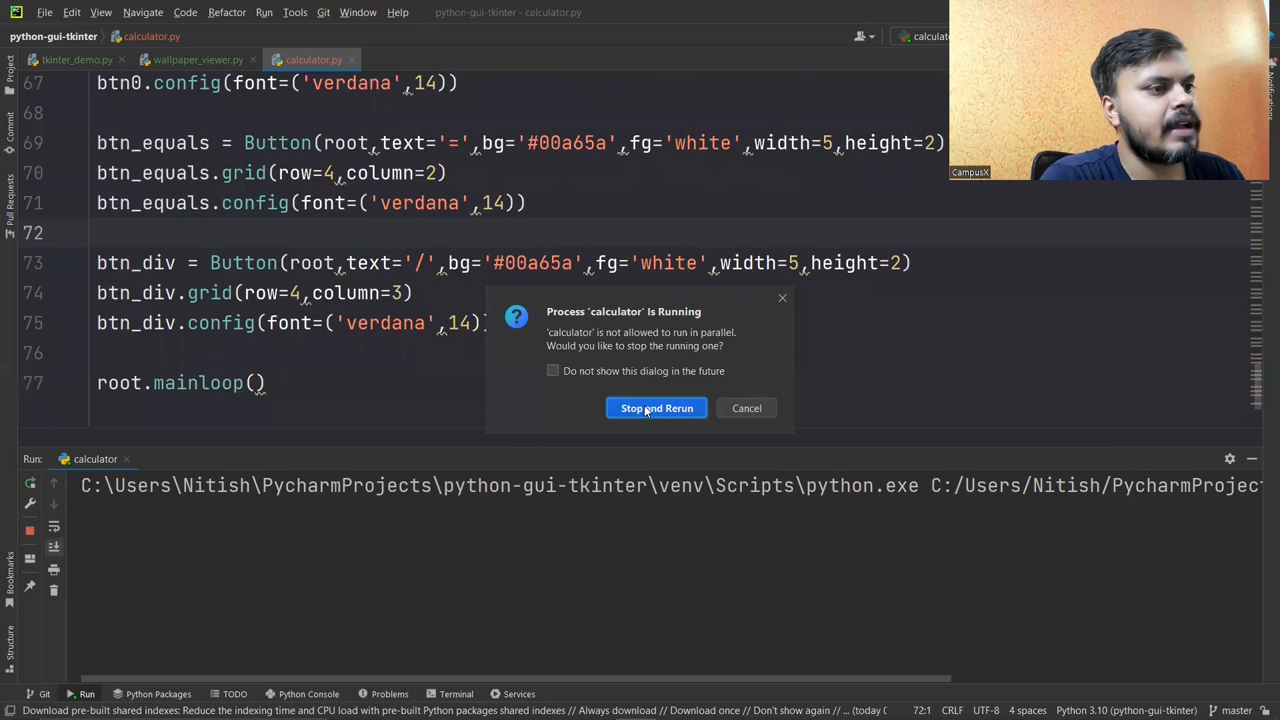 File Edit View Navigate Code Refactor Run Tools Git Window Help python-gui-tkinter - calculator.py
python-gui-tkinter calculator.py
tkinter_demo.py wallpaper_viewer.py calculator.py
67 btn0.config(font=('verdana',14))
68
69 btn_equals = Button(root,text='=',bg='#00a65a',fg='white',width=5,height=2)
70 btn_equals.grid(row=4,column=2)
71 btn_equals.config(font=('verdana',14))
72
73 btn_div = Button(root,text='/',bg='#00a65a',fg='white',width=5,height=2)
74 btn_div.grid(row=4,column=3)
75 btn_div.config(font=('verdana',14)
76
77 root.mainloop()
Process 'calculator' Is Running
'calculator' is not allowed to run in parallel.
Would you like to stop the running one?
Do not show this dialog in the future
Stop and Rerun Cancel
CampusX
Project
Commit
Pull Requests
Bookmarks
Structure
Notifications
Run: calculator
C:\Users\Nitish\PycharmProjects\python-gui-tkinter\venv\Scripts\python.exe C:/Users/Nitish/PycharmProject
Git Run Python Packages TODO Python Console Problems Terminal Services
Download pre-built shared indexes: Reduce the indexing time and CPU load with pre-built Python packages shared indexes // Always download // Download once // Don't show again // ... (today 72:1 CRLF UTF-8 4 spaces Python 3.10 (python-gui-tkinter) master